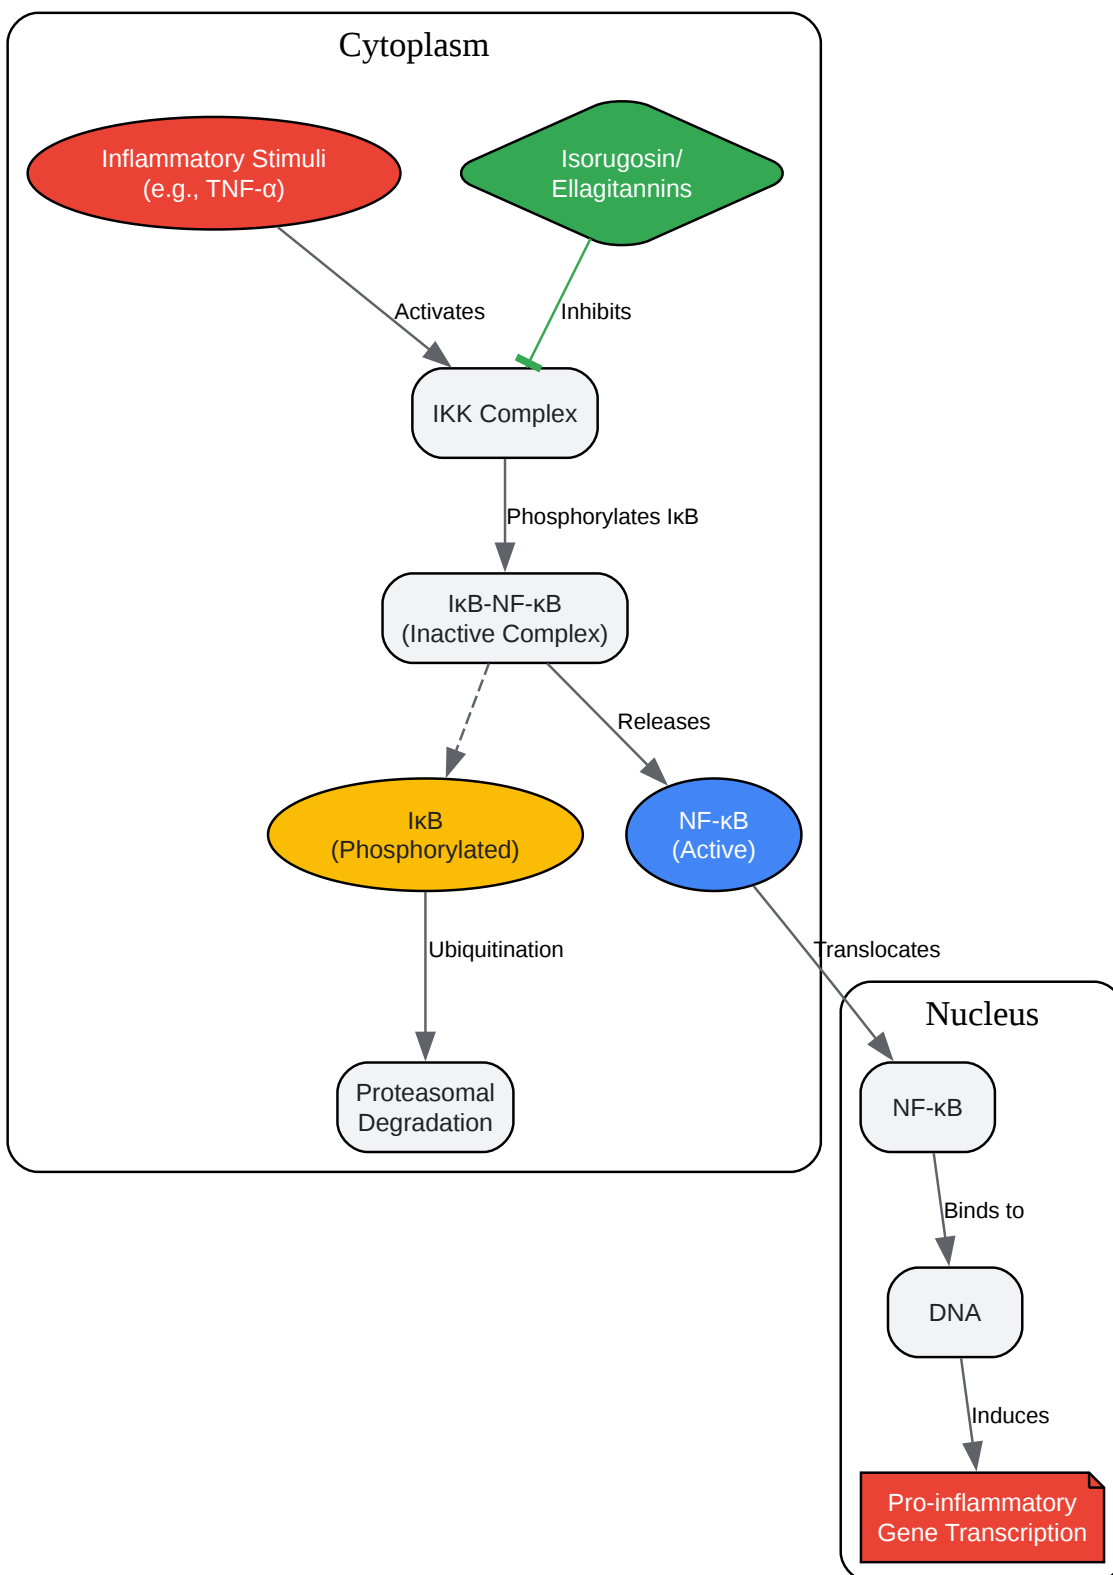 Cytoplasm
Inflammatory Stimuli
(e.g., TNF-α)
Isorugosin/
Ellagitannins
Activates
Inhibits
IKK Complex
Phosphorylates IκB
IκB-NF-κB
(Inactive Complex)
Releases
IκB
(Phosphorylated)
NF-κB
(Active)
Ubiquitination
Translocates
Nucleus
Proteasomal
Degradation
NF-κB
Binds to
DNA
Induces
Pro-inflammatory
Gene Transcription